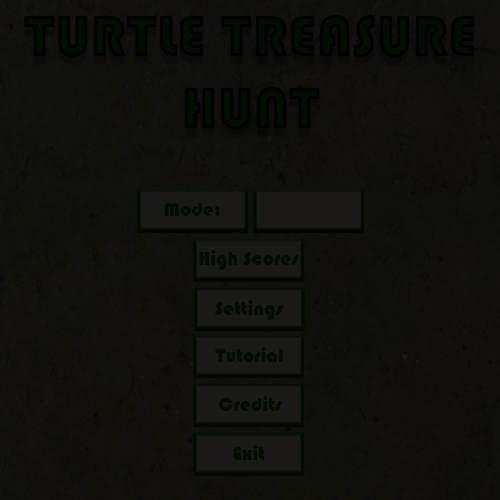 TURTLE TREASURE
HUNT
Mode:
High Scores
Settings
Tutorial
Credits
Exit